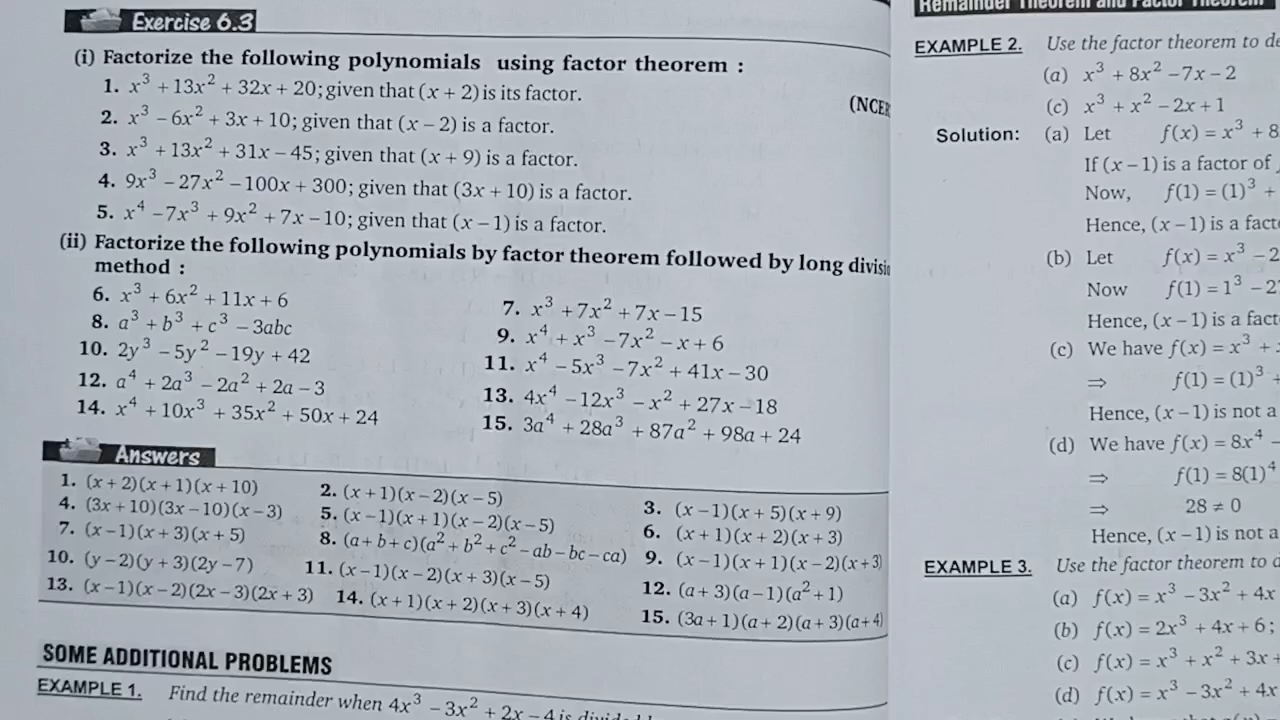 Exercise 6.3
(i) Factorize the following polynomials using factor theorem :
1. x³ + 13x² + 32x + 20; given that (x + 2) is its factor.
(NCER
2. x³ − 6x² + 3x + 10; given that (x − 2) is a factor.
3. x³ + 13x² + 31x − 45; given that (x + 9) is a factor.
4. 9x³ − 27x² − 100x + 300; given that (3x + 10) is a factor.
5. x⁴ − 7x³ + 9x² + 7x − 10; given that (x − 1) is a factor.
(ii) Factorize the following polynomials by factor theorem followed by long divisi
method :
6. x³ + 6x² + 11x + 6
7. x³ + 7x² + 7x − 15
8. a³ + b³ + c³ − 3abc
9. x⁴ + x³ − 7x² − x + 6
10. 2y³ − 5y² − 19y + 42
11. x⁴ − 5x³ − 7x² + 41x − 30
12. a⁴ + 2a³ − 2a² + 2a − 3
13. 4x⁴ − 12x³ − x² + 27x − 18
14. x⁴ + 10x³ + 35x² + 50x + 24
15. 3a⁴ + 28a³ + 87a² + 98a + 24
Answers
1. (x + 2)(x + 1)(x + 10)
2. (x + 1)(x − 2)(x − 5)
3. (x − 1)(x + 5)(x + 9)
4. (3x + 10)(3x − 10)(x − 3)
5. (x − 1)(x + 1)(x − 2)(x − 5)
6. (x + 1)(x + 2)(x + 3)
7. (x − 1)(x + 3)(x + 5)
8. (a + b + c)(a² + b² + c² − ab − bc − ca)
9. (x − 1)(x + 1)(x − 2)(x + 3)
10. (y − 2)(y + 3)(2y − 7)
11. (x − 1)(x − 2)(x + 3)(x − 5)
12. (a + 3)(a − 1)(a² + 1)
13. (x − 1)(x − 2)(2x − 3)(2x + 3)
14. (x + 1)(x + 2)(x + 3)(x + 4)
15. (3a + 1)(a + 2)(a + 3)(a + 4)
SOME ADDITIONAL PROBLEMS
EXAMPLE 1. Find the remainder when 4x³ − 3x² + 2x − 4 is divided
Remainder Theorem and Factor Theorem
EXAMPLE 2. Use the factor theorem to de
(a) x³ + 8x² − 7x − 2
(c) x³ + x² − 2x + 1
Solution: (a) Let f(x) = x³ + 8
If (x − 1) is a factor of
Now, f(1) = (1)³ +
Hence, (x − 1) is a fact
(b) Let f(x) = x³ − 2
Now f(1) = 1³ − 2
Hence, (x − 1) is a fact
(c) We have f(x) = x³ +
⇒ f(1) = (1)³ +
Hence, (x − 1) is not a
(d) We have f(x) = 8x⁴ −
⇒ f(1) = 8(1)⁴
⇒ 28 ≠ 0
Hence, (x − 1) is not a
EXAMPLE 3. Use the factor theorem to d
(a) f(x) = x³ − 3x² + 4x
(b) f(x) = 2x³ + 4x + 6;
(c) f(x) = x³ + x² + 3x +
(d) f(x) = x³ − 3x² + 4x